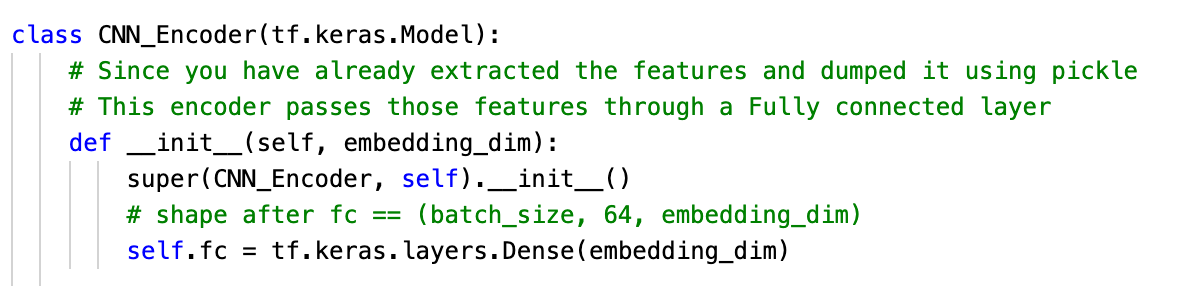 class CNN_Encoder(tf.keras.Model):
    # Since you have already extracted the features and dumped it using pickle
    # This encoder passes those features through a Fully connected layer
    def __init__(self, embedding_dim):
        super(CNN_Encoder, self).__init__()
        # shape after fc == (batch_size, 64, embedding_dim)
        self.fc = tf.keras.layers.Dense(embedding_dim)